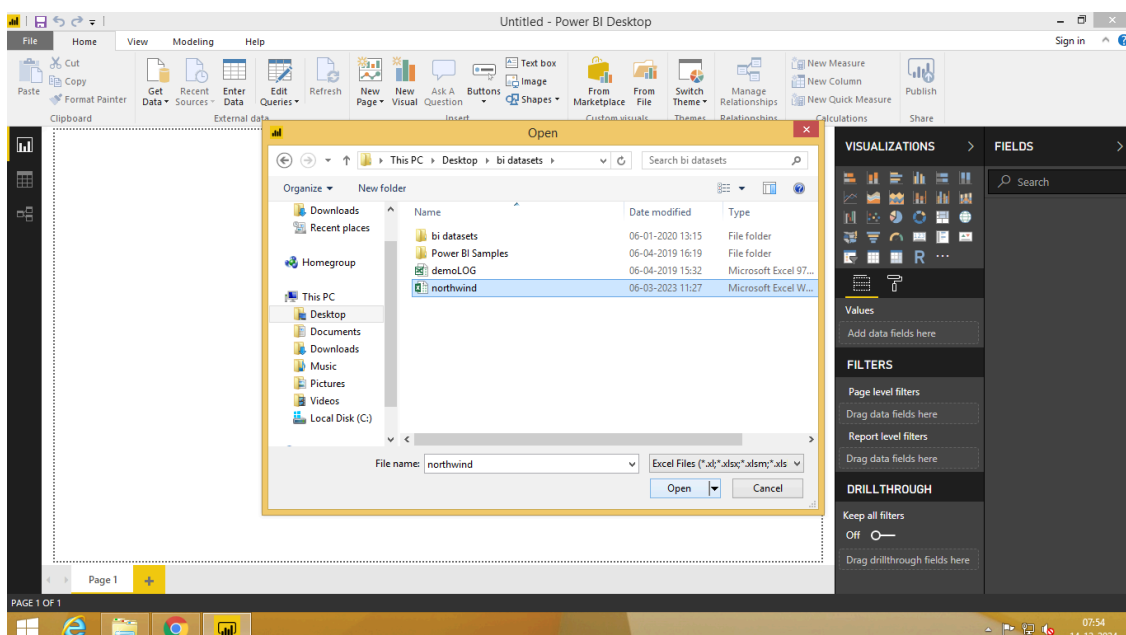 Untitled - Power BI Desktop
File Home View Modeling Help Sign in
Cut
Copy
Format Painter
Paste
Clipboard
Get Data
Recent Sources
Enter Data
External data
Edit Queries
Refresh
New Page
New Visual
Ask A Question
Buttons
Text box
Image
Shapes
Insert
From Marketplace
From File
Custom visuals
Switch Theme
Themes
Manage Relationships
Relationships
New Measure
New Column
New Quick Measure
Calculations
Publish
Share
Open
This PC Desktop bi datasets
Search bi datasets
Organize New folder
Downloads
Recent places
Homegroup
This PC
Desktop
Documents
Downloads
Music
Pictures
Videos
Local Disk (C:)
Name Date modified Type
bi datasets 06-01-2020 13:15 File folder
Power BI Samples 06-04-2019 16:19 File folder
demoLOG 06-04-2019 15:32 Microsoft Excel 97...
northwind 06-03-2023 11:27 Microsoft Excel W...
File name: northwind
Excel Files (*.xl;*.xlsx;*.xlsm;*.xls
Open Cancel
VISUALIZATIONS
R
Values
Add data fields here
FILTERS
Page level filters
Drag data fields here
Report level filters
Drag data fields here
DRILLTHROUGH
Keep all filters
Off
Drag drillthrough fields here
FIELDS
Search
Page 1
PAGE 1 OF 1
07:54